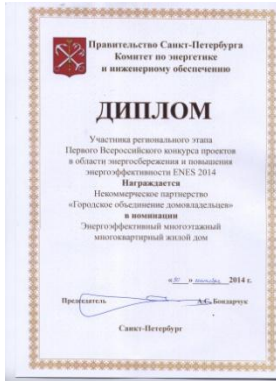 Правительство Санкт-Петербурга
Комитет по энергетике
и инженерному обеспечению
ДИПЛОМ
Участника регионального этапа
Первого Всероссийского конкурса проектов
в области энергосбережения и повышения
энергоэффективности ENES 2014
Награждается
Некоммерческое партнерство
«Городское объединение домовладельцев»
в номинации
Энергоэффективный многоэтажный
многоквартирный жилой дом
2014 г.
Председатель А.С. Бондарчук
Санкт-Петербург